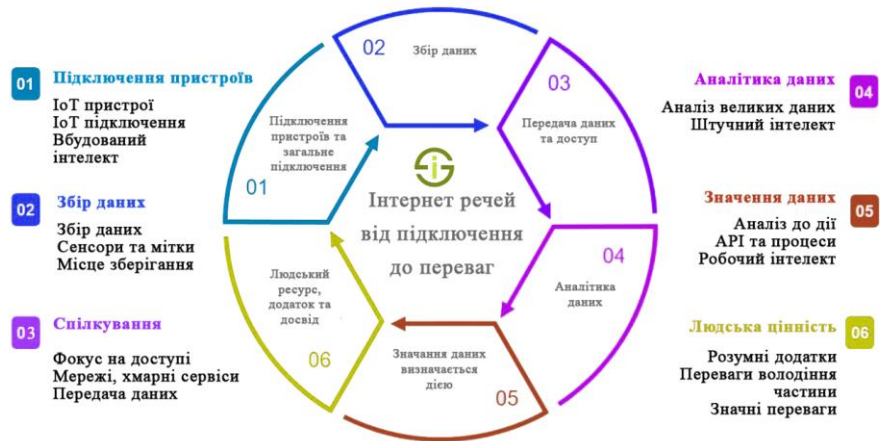 01
Підключення пристроїв
IoT пристрої
IoT підключення
Вбудований
інтелект
02
Збір даних
Збір даних
Сенсори та мітки
Місце зберігання
03
Спілкування
Фокус на доступі
Мережі, хмарні сервіси
Передача даних
01
Підключення
пристроїв та
загальне
підключення
02
Збір даних
03
Передача даних
та доступ
04
Аналітика
даних
05
Значання даних
визначається
дією
06
Людський
ресурс,
додаток та
досвід
i
Інтернет речей
від підключення
до переваг
04
Аналітика даних
Аналіз великих даних
Штучний інтелект
05
Значення даних
Аналіз до дії
API та процеси
Робочий інтелект
06
Людська цінність
Розумні додатки
Переваги володіння
частини
Значні переваги